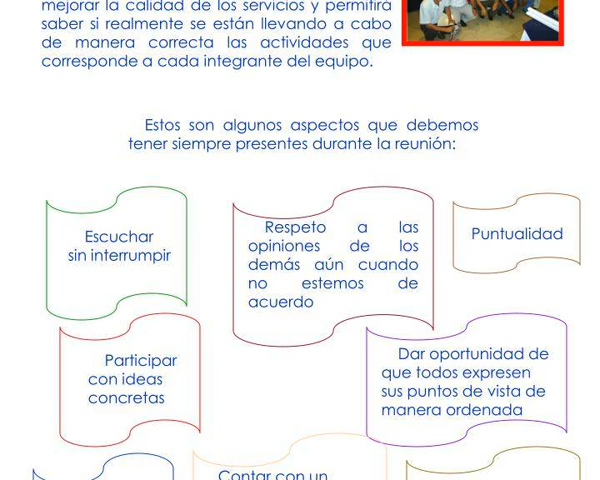 mejorar la calidad de los servicios y permitirá
saber si realmente se están llevando a cabo
de manera correcta las actividades que
corresponde a cada integrante del equipo.
Estos son algunos aspectos que debemos
tener siempre presentes durante la reunión:
Escuchar
sin interrumpir
Respeto a las
opiniones de los
demás aún cuando
no estemos de
acuerdo
Puntualidad
Participar
con ideas
concretas
Dar oportunidad de
que todos expresen
sus puntos de vista de
manera ordenada
Contar con un